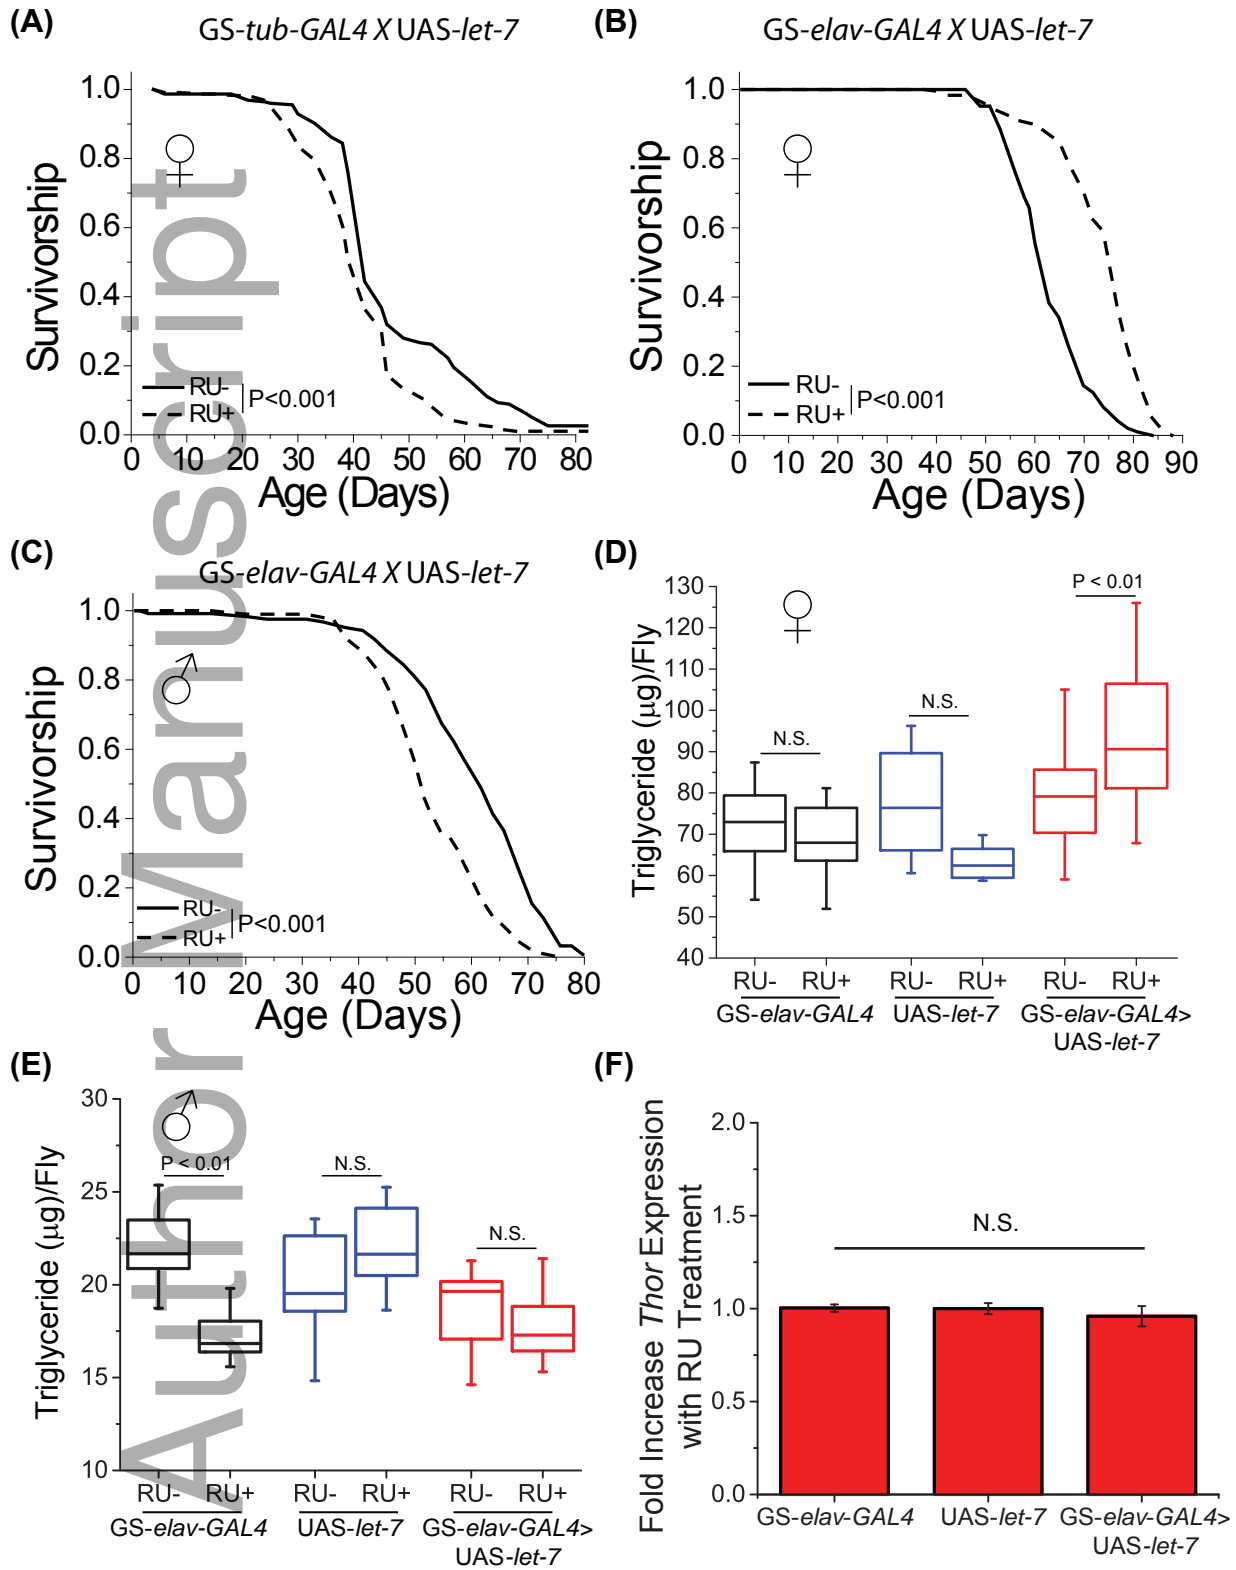 (A)
GS-tub-GAL4 X UAS-let-7
1.0
0.8
0.6
0.4
0.2
0.0
Survivorship
♀
RU-
RU+
P<0.001
0 10 20 30 40 50 60 70 80
Age (Days)
(B)
GS-elav-GAL4 X UAS-let-7
1.0
0.8
0.6
0.4
0.2
0.0
Survivorship
♀
RU-
RU+
P<0.001
0 10 20 30 40 50 60 70 80 90
Age (Days)
(C)
GS-elav-GAL4 X UAS-let-7
1.0
0.8
0.6
0.4
0.2
0.0
Survivorship
♂
RU-
RU+
P<0.001
0 10 20 30 40 50 60 70 80
Age (Days)
(D)
130
120
110
100
90
80
70
60
50
40
Triglyceride (µg)/Fly
♀
N.S.
N.S.
P < 0.01
RU- RU+ RU- RU+ RU- RU+
GS-elav-GAL4 UAS-let-7 GS-elav-GAL4>
UAS-let-7
(E)
30
25
20
15
10
Triglyceride (µg)/Fly
♂
P < 0.01
N.S.
N.S.
RU- RU+ RU- RU+ RU- RU+
GS-elav-GAL4 UAS-let-7 GS-elav-GAL4>
UAS-let-7
(F)
2.0
1.5
1.0
0.5
0.0
Fold Increase Thor Expression
with RU Treatment
N.S.
GS-elav-GAL4 UAS-let-7 GS-elav-GAL4>
UAS-let-7
Author Manuscript